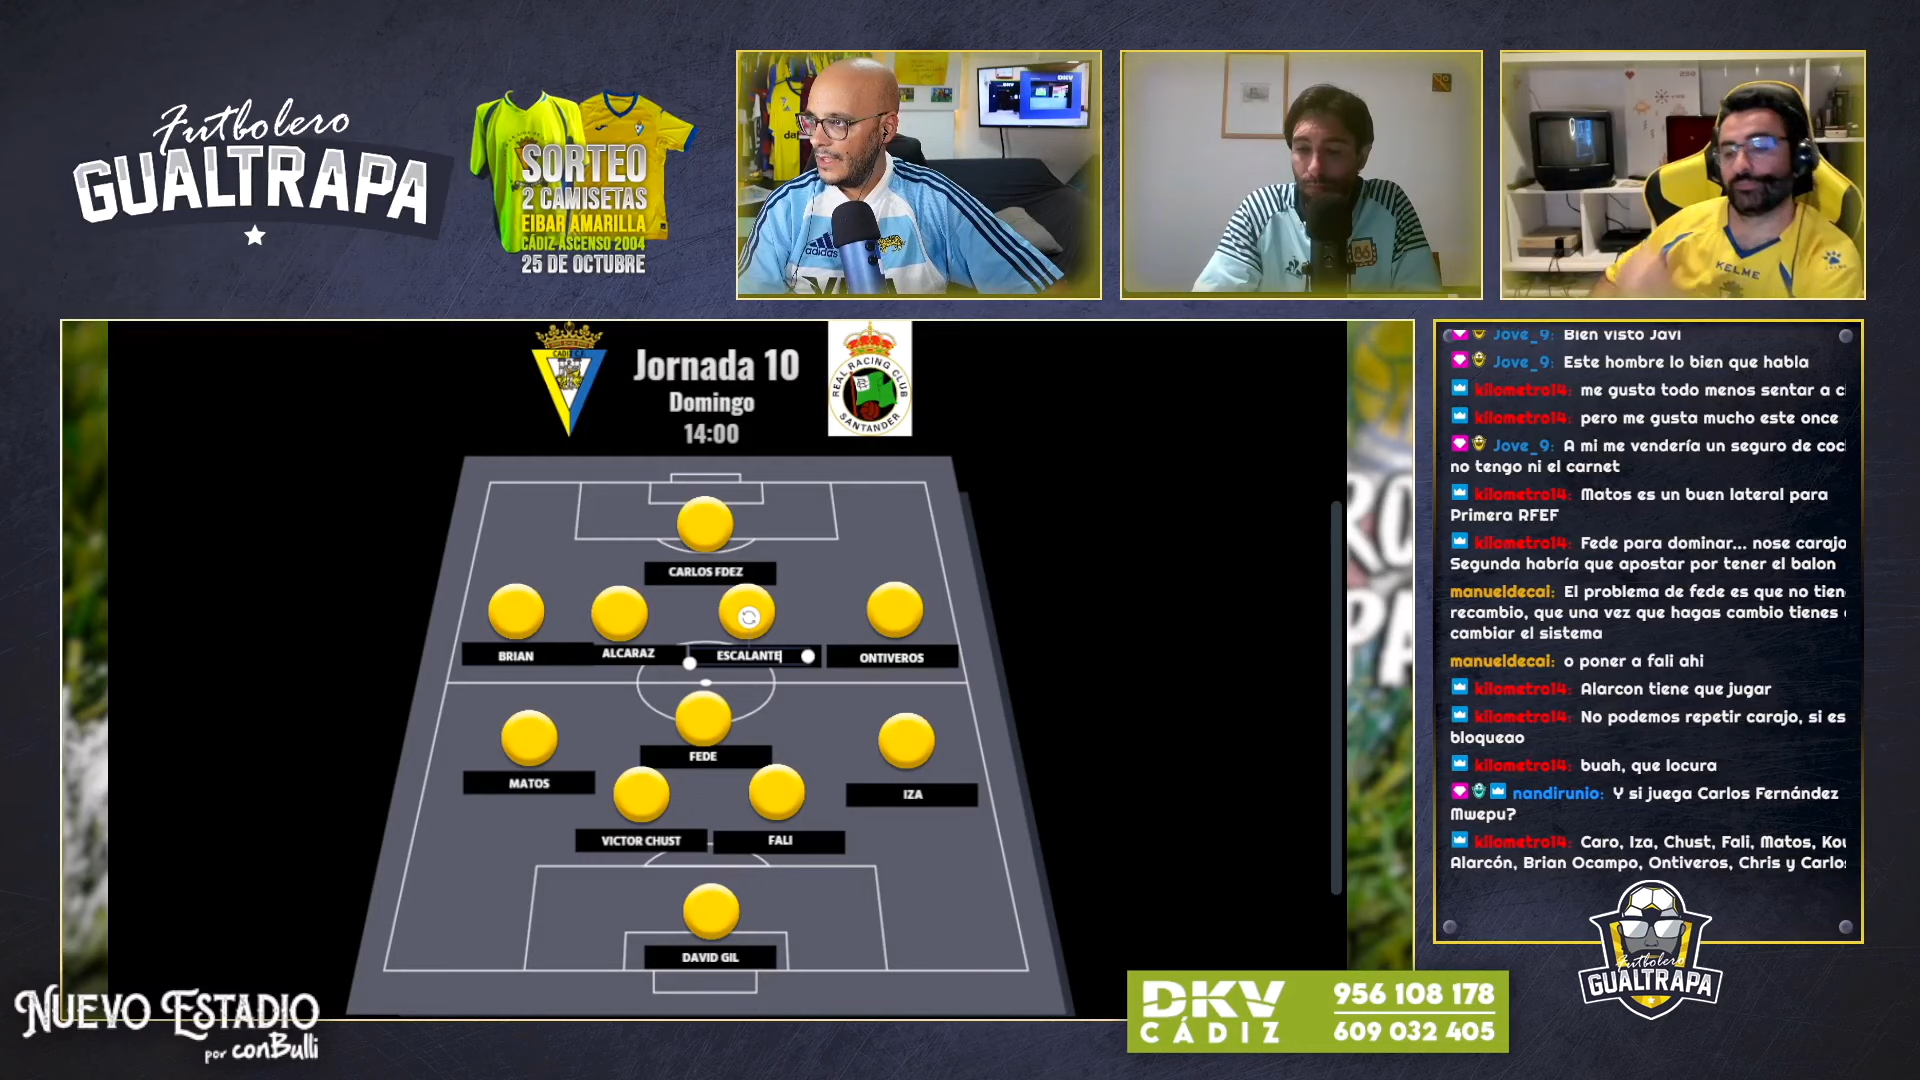 Futbolero
GUALTRAPA
SORTEO
2 CAMISETAS
EIBAR AMARILLA
CÁDIZ ASCENSO 2004
25 DE OCTUBRE
adidas
DKV
KELME
86
Jornada 10
Domingo
14:00
REAL RACING CLUB
SANTANDER
CARLOS FDEZ
BRIAN
ALCARAZ
ESCALANTE
ONTIVEROS
FEDE
MATOS
IZA
VICTOR CHUST
FALI
DAVID GIL
Jove_9: Bien visto Javi
Jove_9: Este hombre lo bien que habla
kilometro14: me gusta todo menos sentar a
kilometro14: pero me gusta mucho este once
Jove_9: A mi me vendería un seguro de
no tengo ni el carnet
kilometro14: Matos es un buen lateral para
Primera RFEF
kilometro14: Fede para dominar... nose carajo
Segunda habría que apostar por tener el balon
manueldecai: El problema de fede es que no
recambio, que una vez que hagas cambio tienes
cambiar el sistema
manueldecai: o poner a fali ahi
kilometro14: Alarcon tiene que jugar
kilometro14: No podemos repetir carajo, si es
bloqueao
kilometro14: buah, que locura
nandirunio: Y si juega Carlos Fernández
Mwepu?
kilometro14: Caro, Iza, Chust, Fali, Matos,
Alarcón, Brian Ocampo, Ontiveros, Chris y
Futbolero
GUALTRAPA
NUEVO ESTADIO
por conBulli
DKV
CÁDIZ
956 108 178
609 032 405